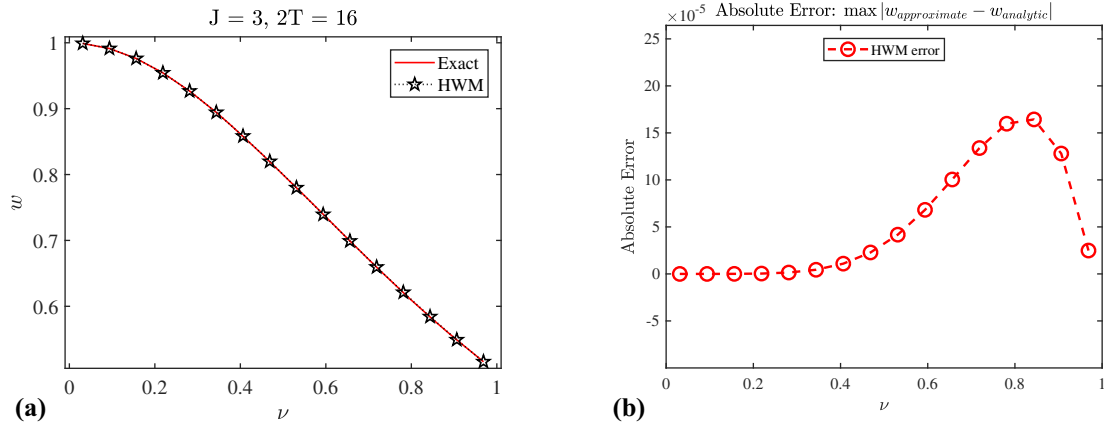 J = 3, 2T = 16
1
0.9
0.8
0.7
0.6
w
Exact
HWM
0 0.2 0.4 0.6 0.8 1
ν
(a)
×10⁻⁵ Absolute Error: max |w_approximate − w_analytic|
25
20
15
10
5
0
-5
Absolute Error
HWM error
0 0.2 0.4 0.6 0.8 1
ν
(b)